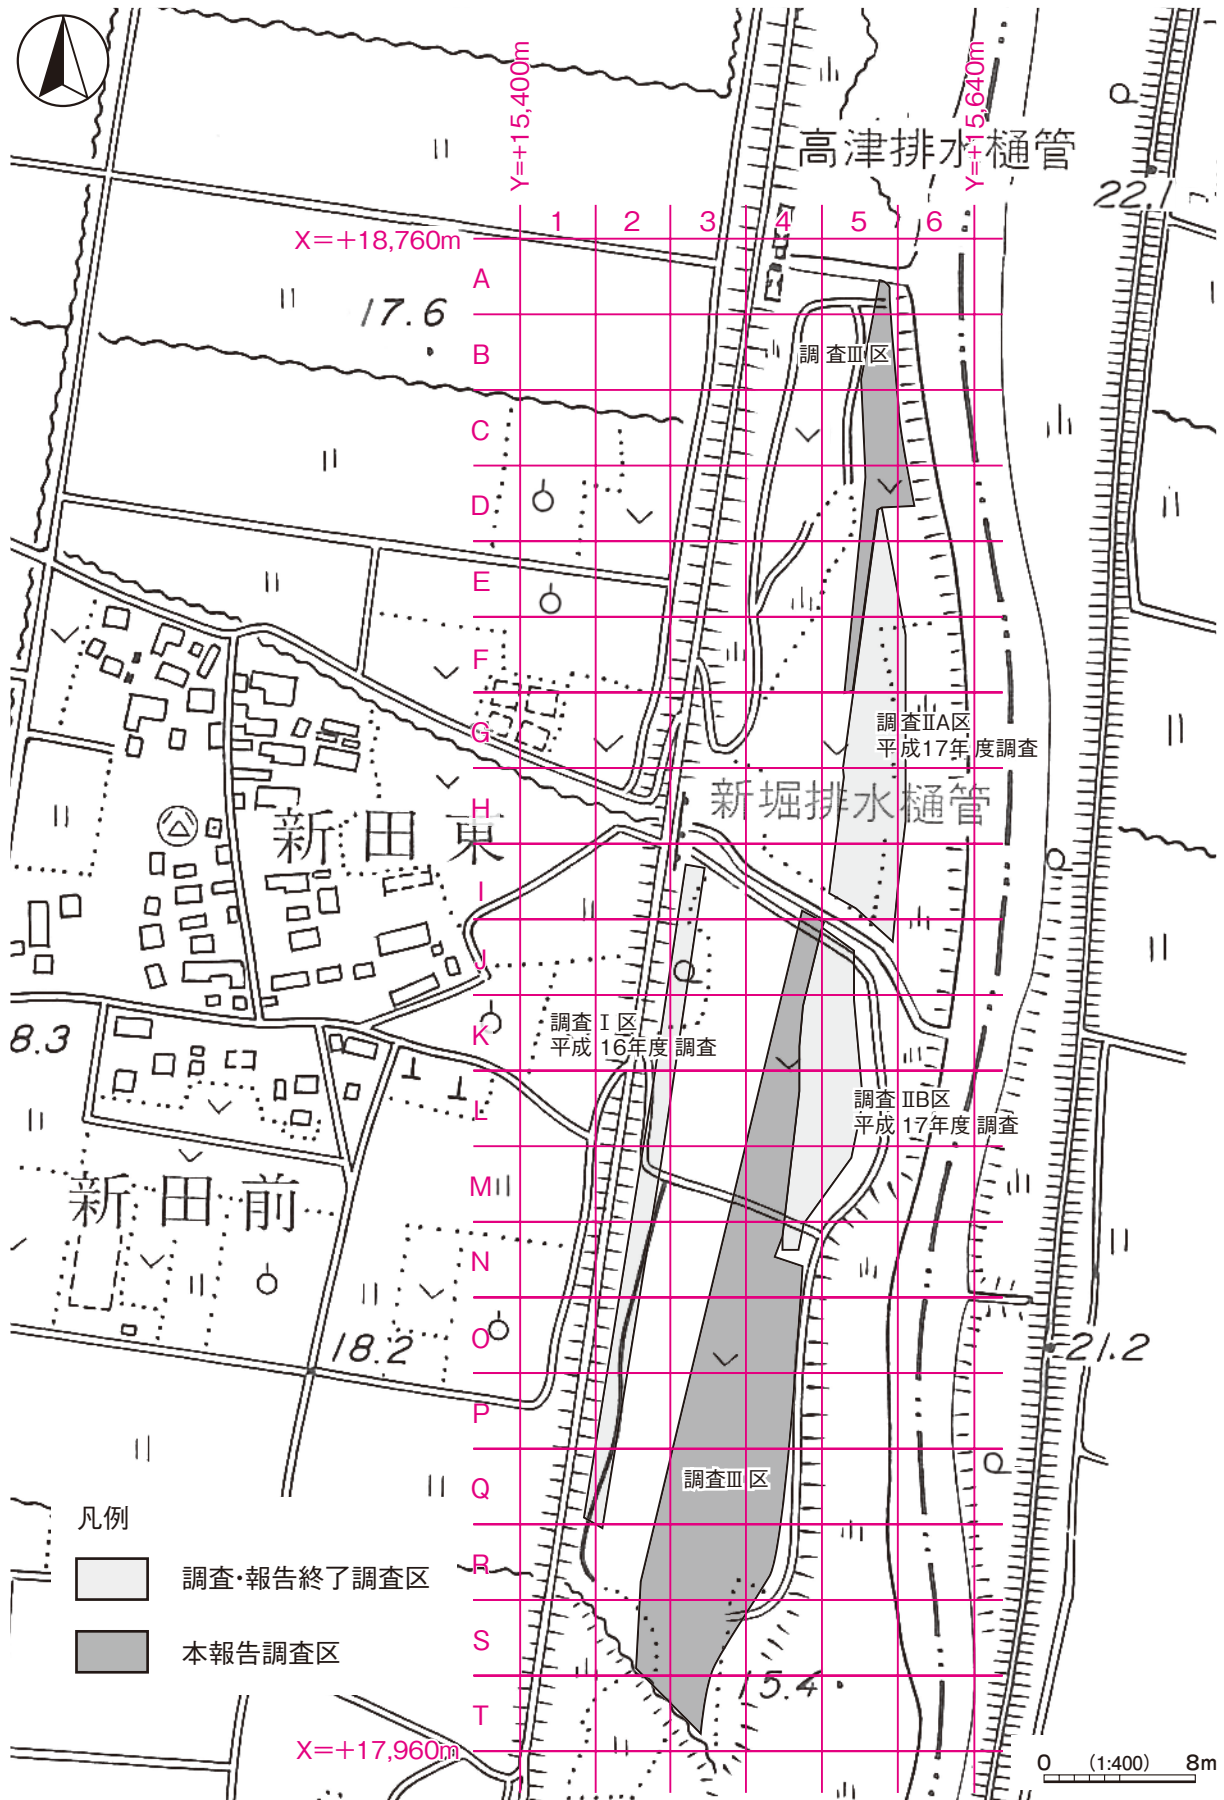 Y=+15,400m
Y=+15,640m
高津排水樋管
22.1
X=+18,760m
1 2 3 4 5 6
A
17.6
B
調査Ⅲ区
C
D
E
F
G
調査ⅡA区
平成17年度調査
新堀排水樋管
H
新田東
I
J
K
調査Ⅰ区
平成16年度調査
8.3
L
調査ⅡB区
平成17年度調査
M
新田前
N
O
18.2
21.2
P
Q
調査Ⅲ区
凡例
調査・報告終了調査区
R
本報告調査区
S
15.4
T
X=+17,960m
0 (1:400) 8m